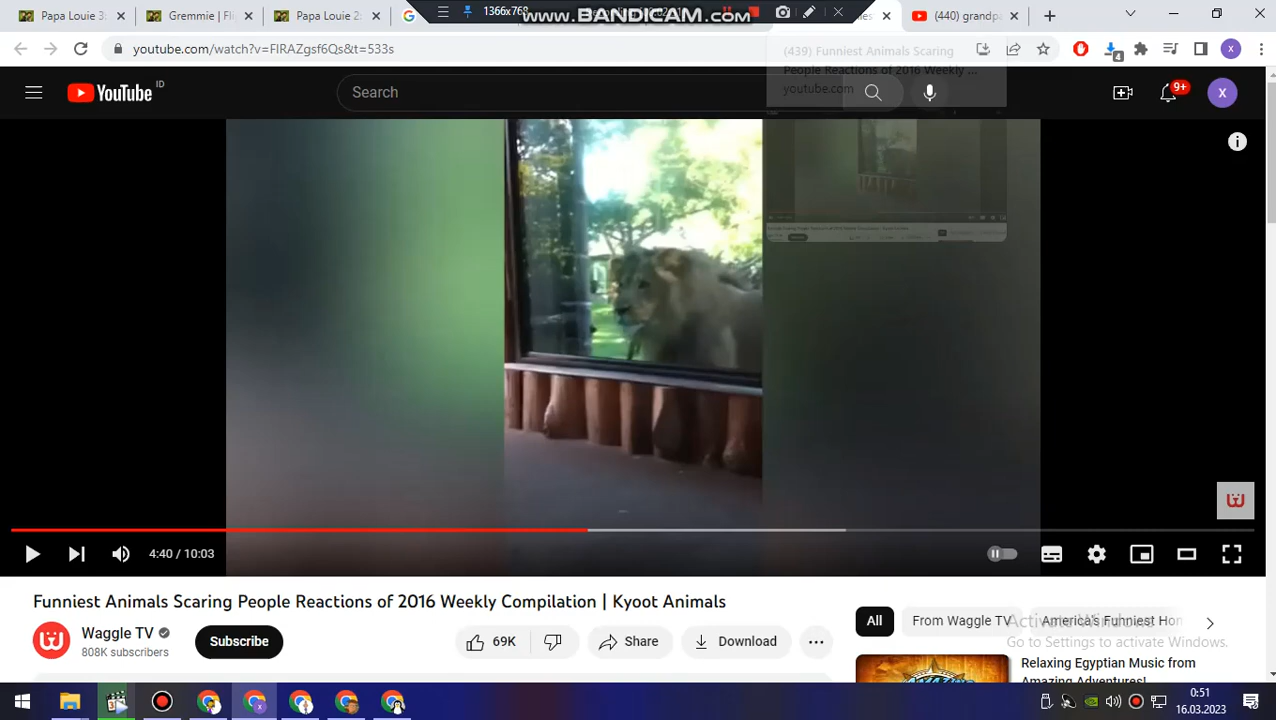 Papa Louie 3:
Gremmie Fli
Papa Louie 2:
1366x768
www.BANDICAM.com
(440) grandpa
youtube.com/watch?v=FIRAZgsf6Qs&t=533s
4
X
(439) Funniest Animals Scaring
People Reactions of 2016 Weekly ...
youtube.com
YouTube ID
Search
9+
X
4:40 / 10:03
Funniest Animals Scaring People Reactions of 2016 Weekly Compilation | Kyoot Animals
Waggle TV
808K subscribers
Subscribe
69K
Share
Download
All
From Waggle TV
America's Funniest Hon
Activate Windows
Go to Settings to activate Windows.
Relaxing Egyptian Music from
Amazing Adventures!
0:51
16.03.2023